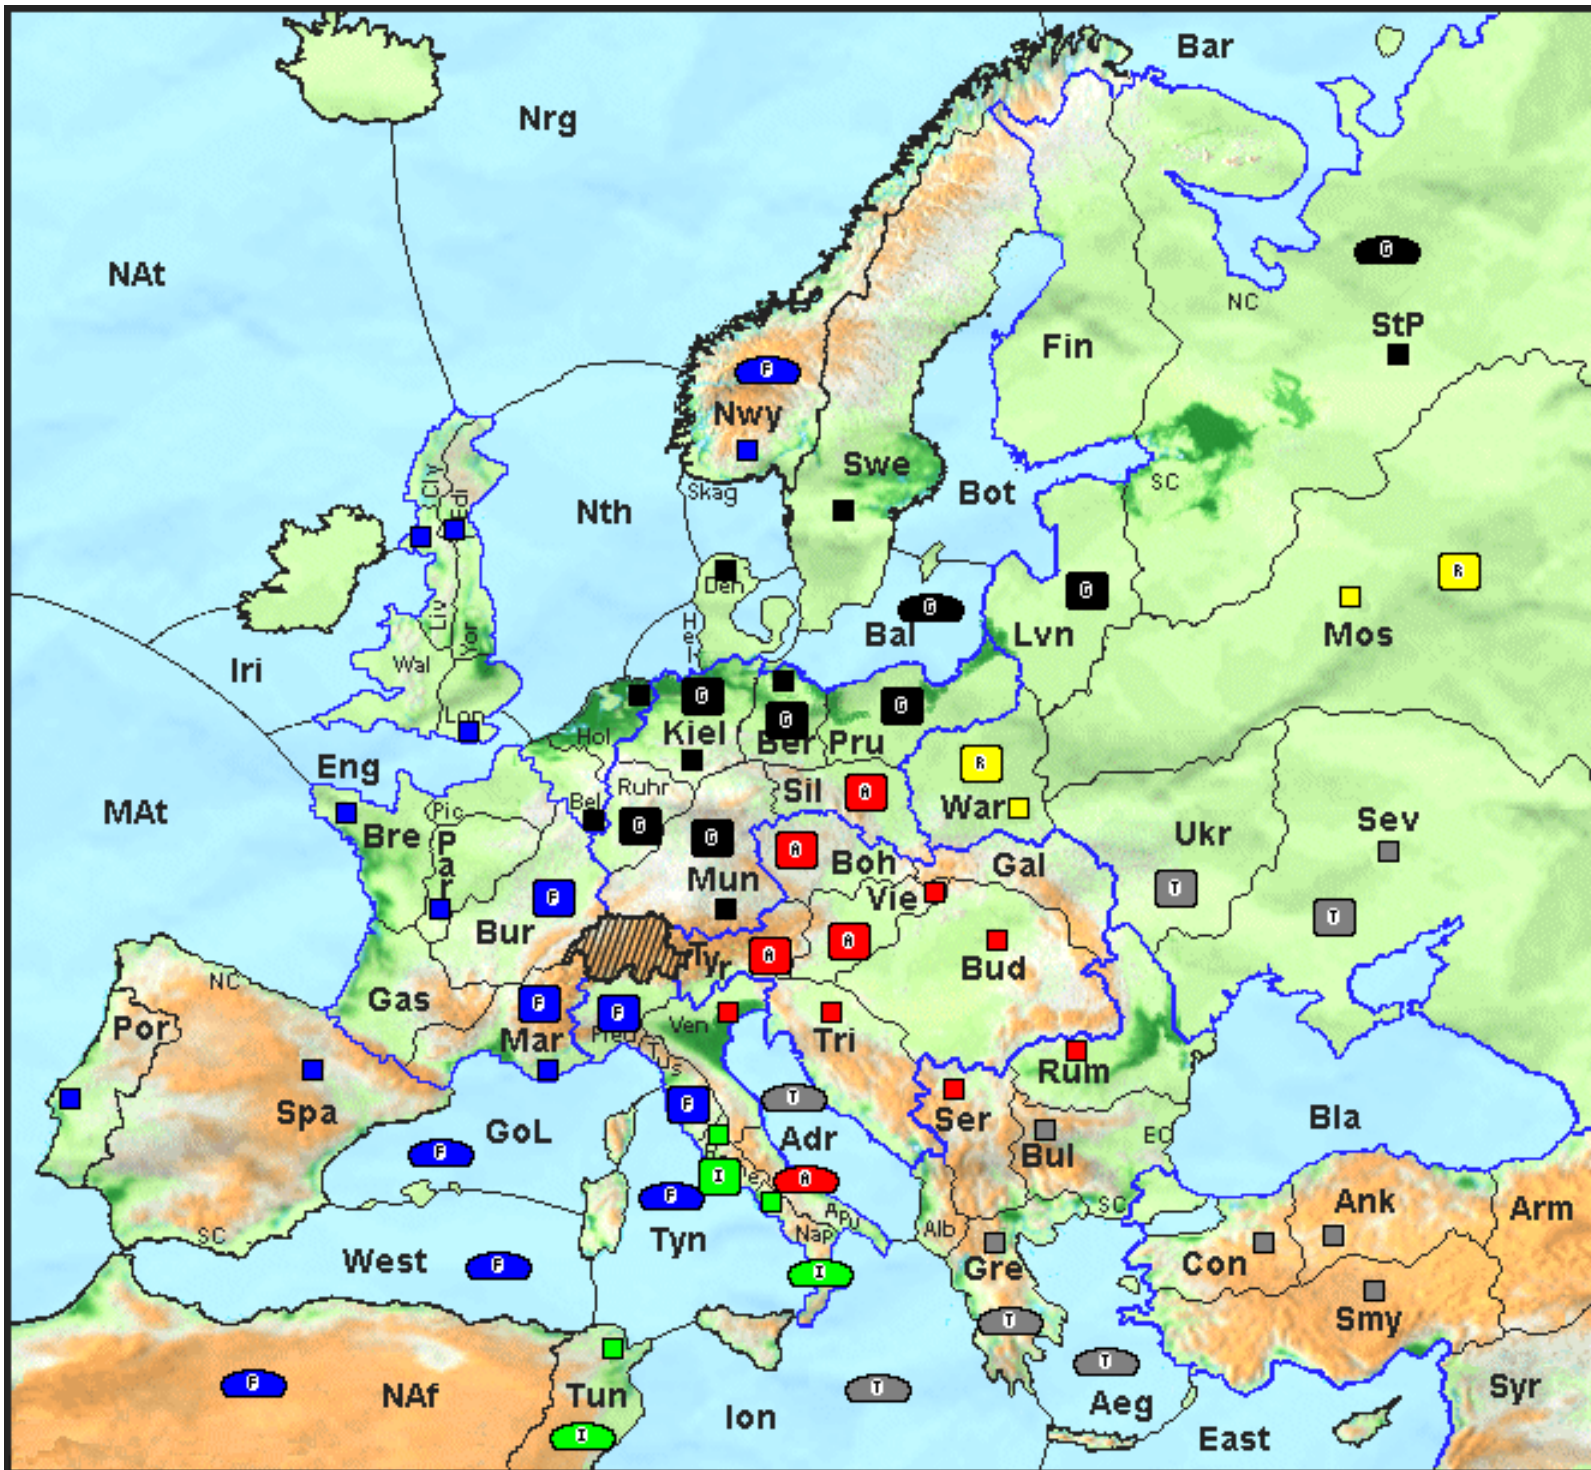 Bar
Nrg
G
NAt
NC
StP
Fin
F
Nwy
Swe
Cly
Edi
Skag
Bot
SC
Nth
R
Den
G
G
Bal
Lvn
Mos
Hel
Liv
Yor
Wal
Iri
G
G
G
Lon
Hol
Kiel
Ber
Pru
Eng
R
Ruhr
Sil
A
War
MAt
Pic
Bel
Bre
Par
G
G
A
Boh
Gal
Ukr
Sev
Mun
Vie
T
T
F
Bur
A
A
Tyr
Bud
NC
Gas
F
F
Por
Mar
Pied
Ven
Tri
Tus
Rum
Spa
F
T
Ser
GoL
Adr
Bla
F
Bul
EC
I
A
F
Ank
Arm
SC
Apu
Nap
Alb
SC
West
Tyn
Con
Gre
F
I
T
Smy
T
F
T
NAf
Tun
Aeg
Syr
Ion
I
East